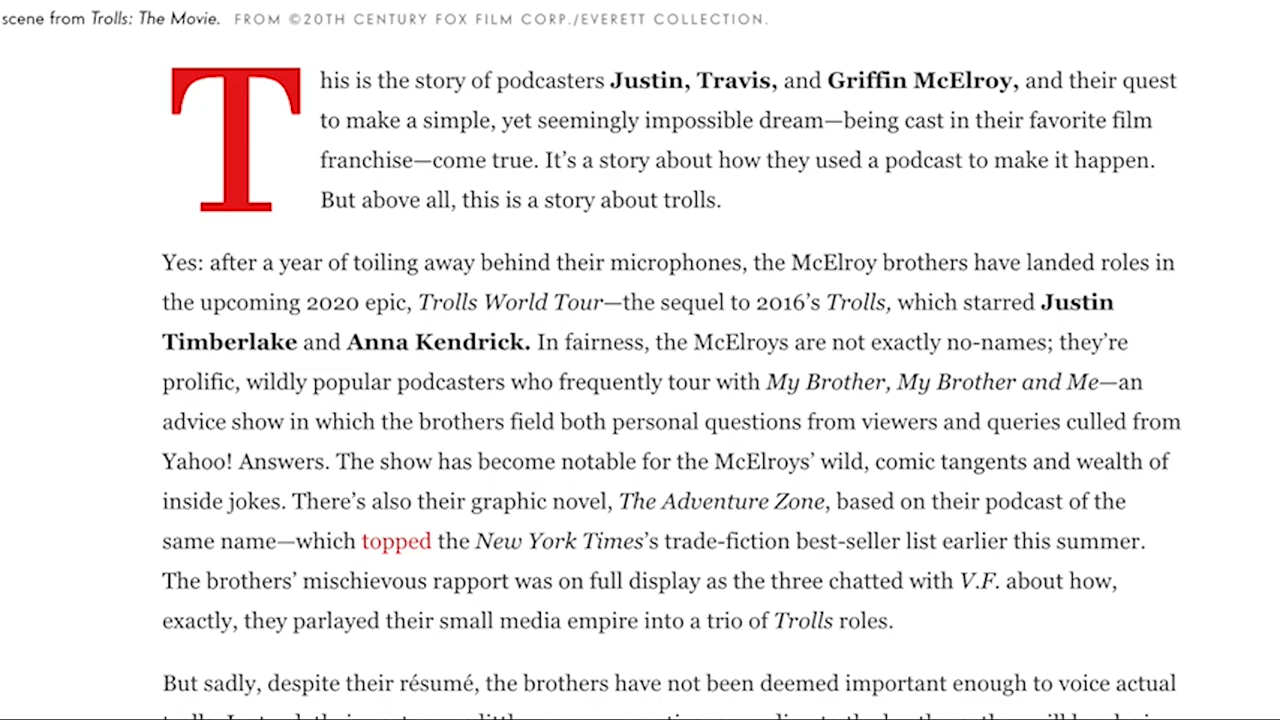 scene from Trolls: The Movie. FROM ©20TH CENTURY FOX FILM CORP./EVERETT COLLECTION.
This is the story of podcasters Justin, Travis, and Griffin McElroy, and their quest
to make a simple, yet seemingly impossible dream—being cast in their favorite film
franchise—come true. It’s a story about how they used a podcast to make it happen.
But above all, this is a story about trolls.
Yes: after a year of toiling away behind their microphones, the McElroy brothers have landed roles in
the upcoming 2020 epic, Trolls World Tour—the sequel to 2016’s Trolls, which starred Justin
Timberlake and Anna Kendrick. In fairness, the McElroys are not exactly no-names; they’re
prolific, wildly popular podcasters who frequently tour with My Brother, My Brother and Me—an
advice show in which the brothers field both personal questions from viewers and queries culled from
Yahoo! Answers. The show has become notable for the McElroys’ wild, comic tangents and wealth of
inside jokes. There’s also their graphic novel, The Adventure Zone, based on their podcast of the
same name—which topped the New York Times’s trade-fiction best-seller list earlier this summer.
The brothers’ mischievous rapport was on full display as the three chatted with V.F. about how,
exactly, they parlayed their small media empire into a trio of Trolls roles.
But sadly, despite their résumé, the brothers have not been deemed important enough to voice actual